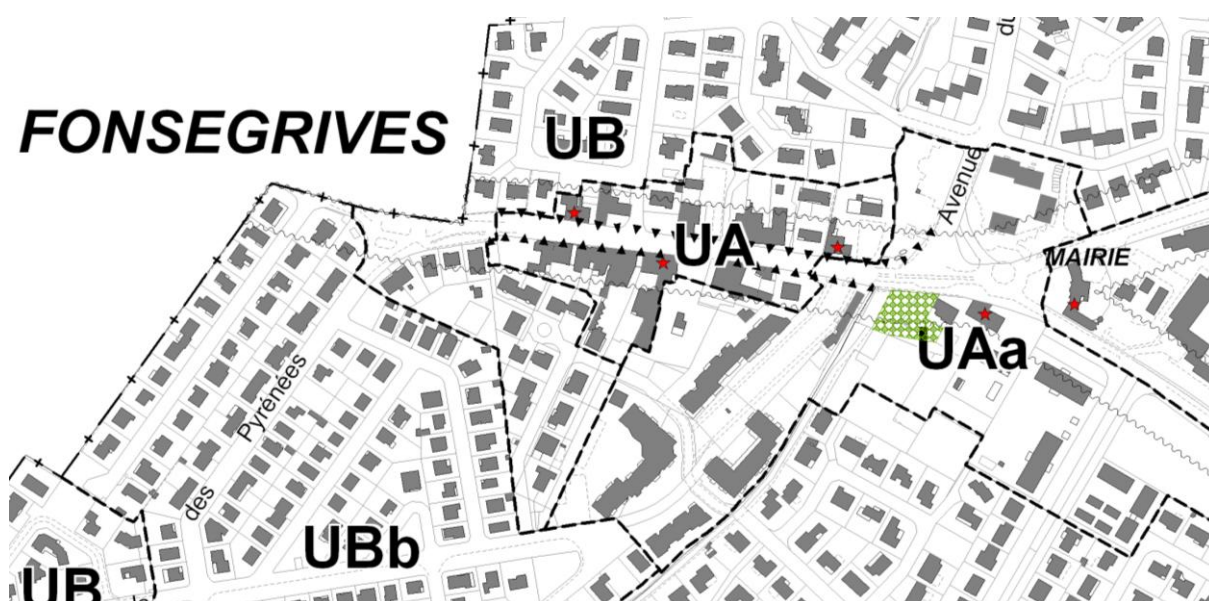 du
FONSEGRIVES
UB
Avenue
UA
MAIRIE
UAa
Pyrénées
des
UBb
UB